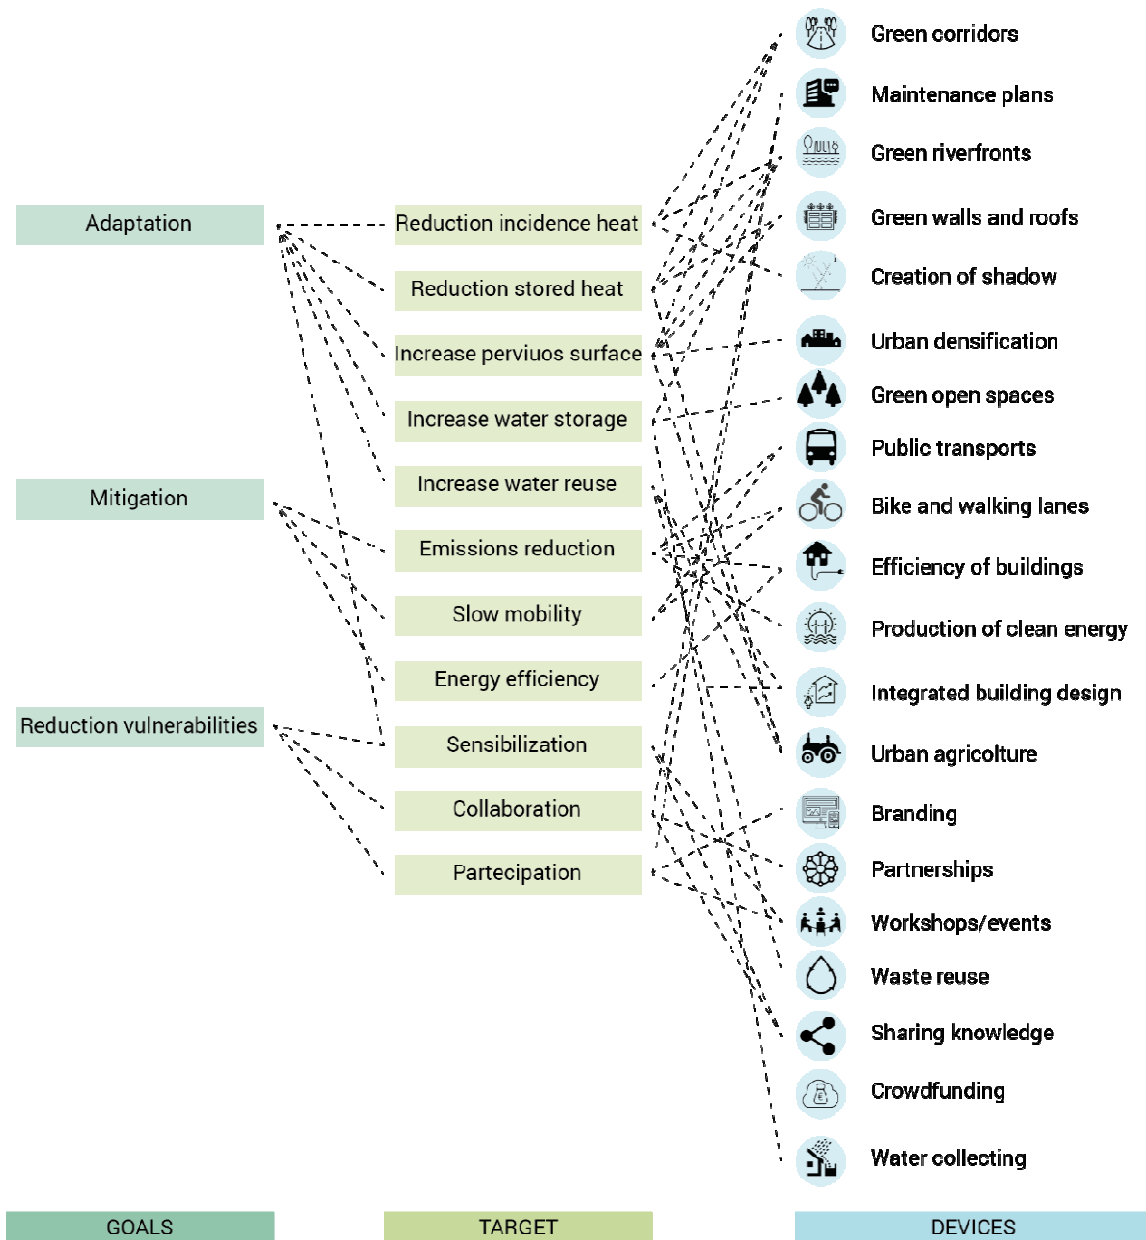 Adaptation
Mitigation
Reduction vulnerabilities
GOALS
Reduction incidence heat
Reduction stored heat
Increase perviuos surface
Increase water storage
Increase water reuse
Emissions reduction
Slow mobility
Energy efficiency
Sensibilization
Collaboration
Partecipation
TARGET
Green corridors
Maintenance plans
Green riverfronts
Green walls and roofs
Creation of shadow
Urban densification
Green open spaces
Public transports
Bike and walking lanes
Efficiency of buildings
Production of clean energy
Integrated building design
Urban agricolture
Branding
Partnerships
Workshops/events
Waste reuse
Sharing knowledge
Crowdfunding
Water collecting
DEVICES